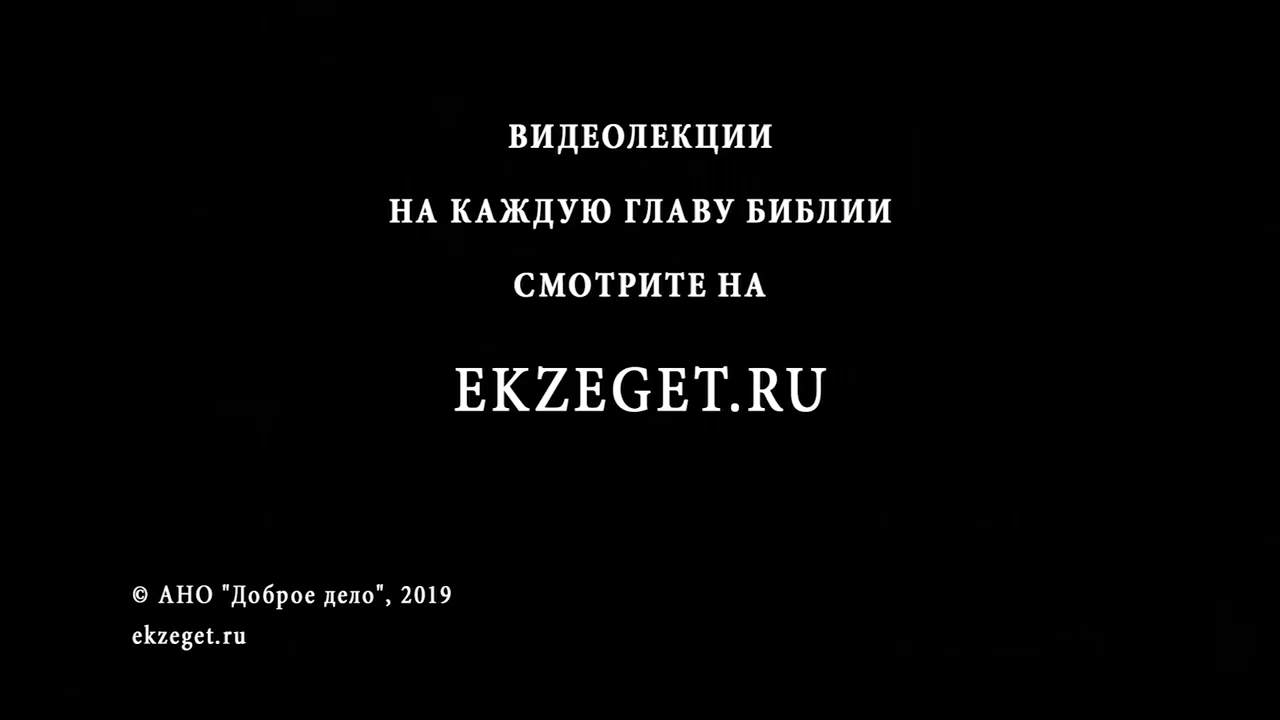 ВИДЕОЛЕКЦИИ
НА КАЖДУЮ ГЛАВУ БИБЛИИ
СМОТРИТЕ НА
EKZEGET.RU
© АНО "Доброе дело", 2019
ekzeget.ru